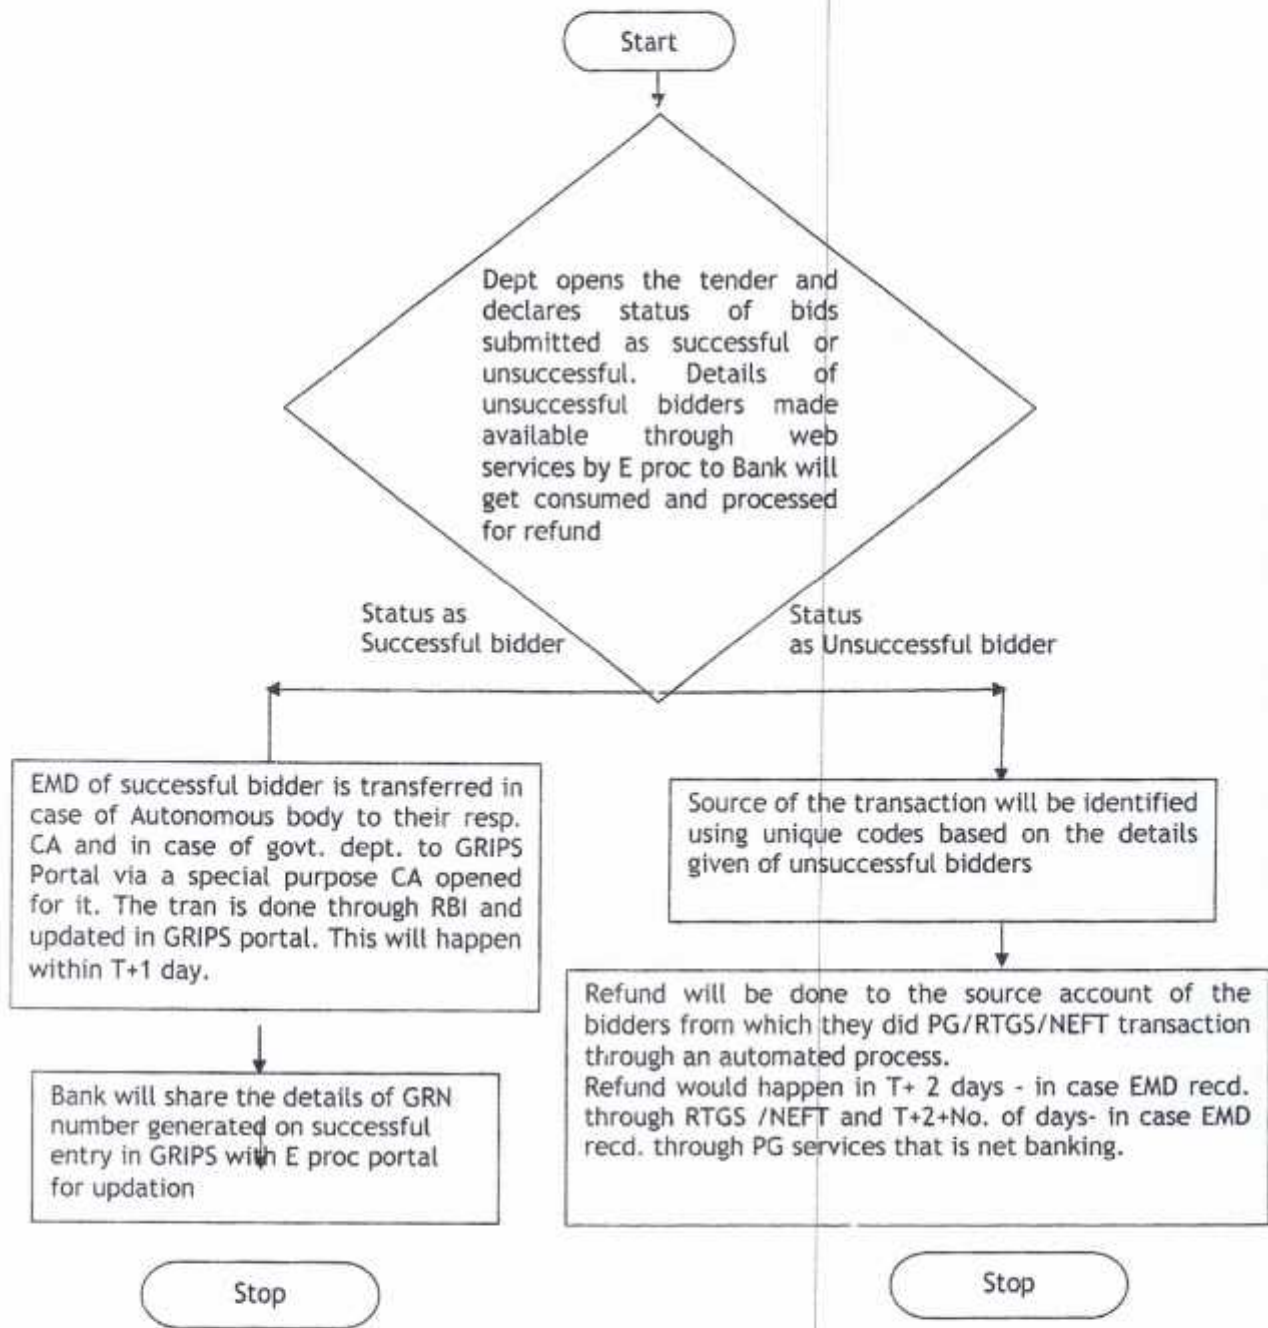 Start
Dept opens the tender and
declares status of bids
submitted as successful or
unsuccessful. Details of
unsuccessful bidders made
available through web
services by E proc to Bank will
get consumed and processed
for refund
Status as
Successful bidder
Status
as Unsuccessful bidder
EMD of successful bidder is transferred in
case of Autonomous body to their resp.
CA and in case of govt. dept. to GRIPS
Portal via a special purpose CA opened
for it. The tran is done through RBI and
updated in GRIPS portal. This will happen
within T+1 day.
Bank will share the details of GRN
number generated on successful
entry in GRIPS with E proc portal
for updation
Stop
Source of the transaction will be identified
using unique codes based on the details
given of unsuccessful bidders
Refund will be done to the source account of the
bidders from which they did PG/RTGS/NEFT transaction
through an automated process.
Refund would happen in T+ 2 days - in case EMD recd.
through RTGS /NEFT and T+2+No. of days- in case EMD
recd. through PG services that is net banking.
Stop